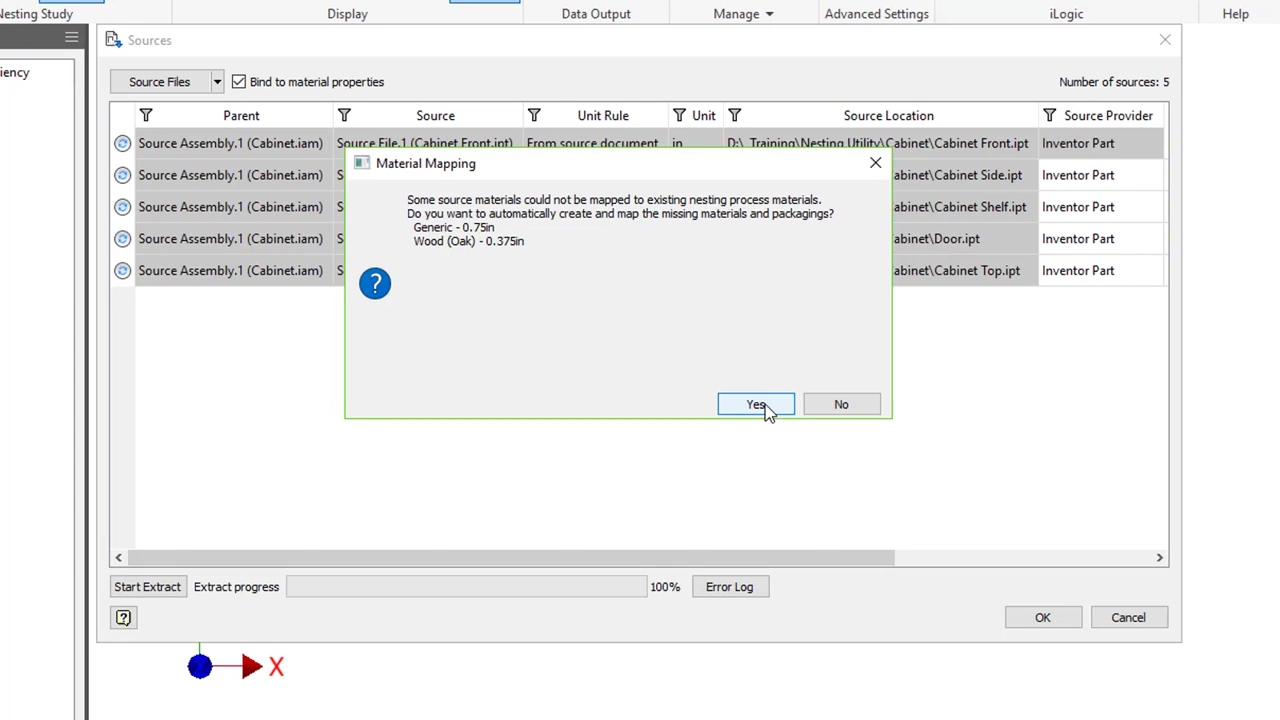 Nesting Study
Display
Data Output
Manage
Advanced Settings
iLogic
Help
iency
Sources
Source Files
Bind to material properties
Number of sources: 5
Parent Source Unit Rule Unit Source Location Source Provider
Source Assembly.1 (Cabinet.iam) Source File.1 (Cabinet Front.ipt) From source document in D:\_Training\Nesting Utility\Cabinet\Cabinet Front.ipt Inventor Part
Source Assembly.1 (Cabinet.iam) S abinet\Cabinet Side.ipt Inventor Part
Source Assembly.1 (Cabinet.iam) S abinet\Cabinet Shelf.ipt Inventor Part
Source Assembly.1 (Cabinet.iam) S abinet\Door.ipt Inventor Part
Source Assembly.1 (Cabinet.iam) S abinet\Cabinet Top.ipt Inventor Part
Material Mapping
Some source materials could not be mapped to existing nesting process materials.
Do you want to automatically create and map the missing materials and packagings?
Generic - 0.75in
Wood (Oak) - 0.375in
?
Yes
No
Start Extract
Extract progress
100%
Error Log
?
OK
Cancel
X